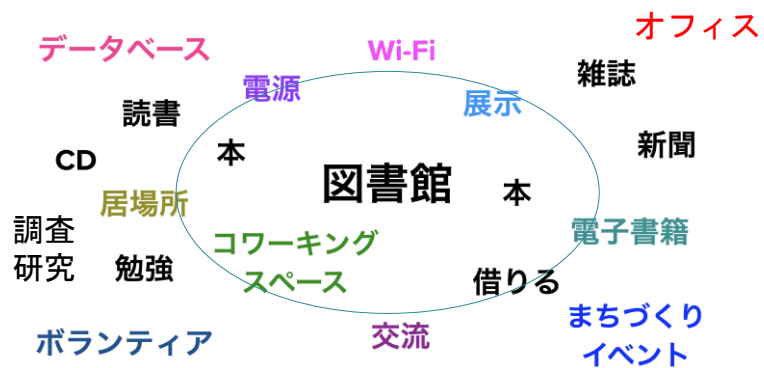 オフィス
データベース
Wi-Fi
雑誌
電源
展示
読書
本
新聞
CD
図書館
本
居場所
調査
研究
電子書籍
コワーキング
スペース
勉強
借りる
まちづくり
イベント
ボランティア
交流